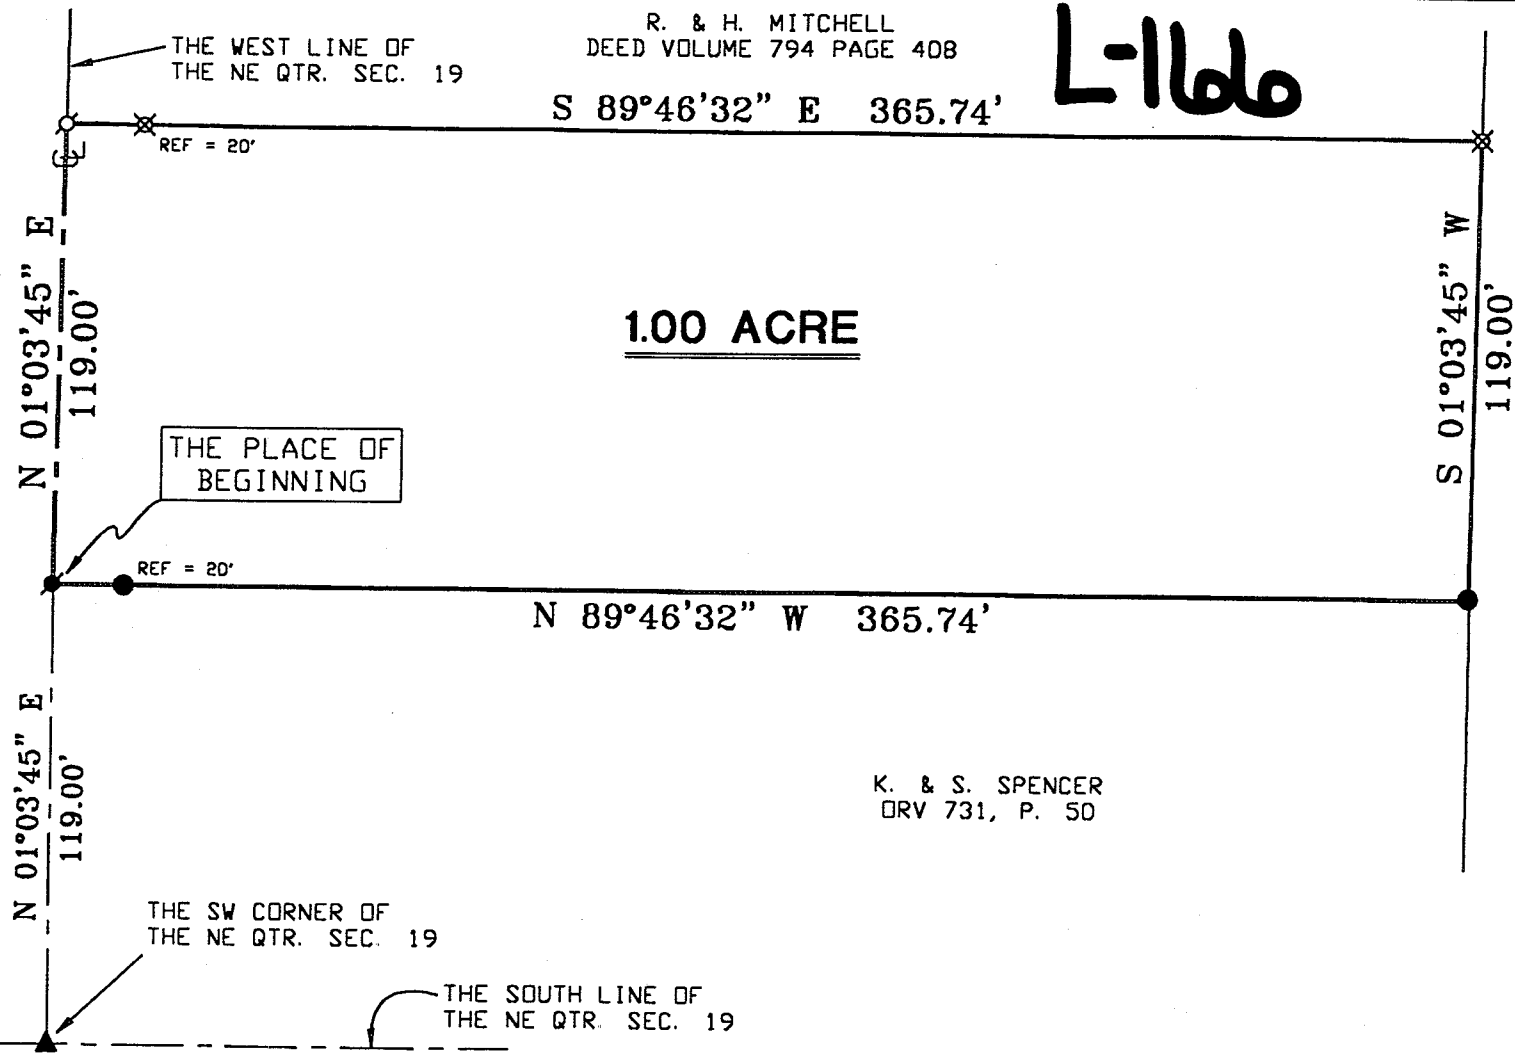 R. & H. MITCHELL
DEED VOLUME 794 PAGE 408
L-166
THE WEST LINE OF
THE NE QTR. SEC. 19
S 89°46'32" E 365.74'
REF = 20'
N 01°03'45" E
119.00'
S 01°03'45" W
119.00'
1.00 ACRE
THE PLACE OF
BEGINNING
REF = 20'
N 89°46'32" W 365.74'
N 01°03'45" E
119.00'
K. & S. SPENCER
ORV 731, P. 50
THE SW CORNER OF
THE NE QTR. SEC. 19
THE SOUTH LINE OF
THE NE QTR. SEC. 19